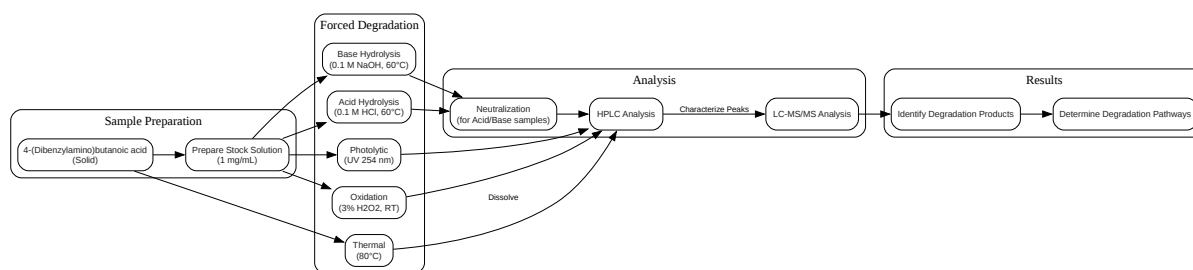 Sample Preparation
4-(Dibenzylamino)butanoic acid
(Solid)
Prepare Stock Solution
(1 mg/mL)
Forced Degradation
Base Hydrolysis
(0.1 M NaOH, 60°C)
Acid Hydrolysis
(0.1 M HCl, 60°C)
Photolytic
(UV 254 nm)
Oxidation
(3% H2O2, RT)
Thermal
(80°C)
Dissolve
Analysis
Neutralization
(for Acid/Base samples)
HPLC Analysis
Characterize Peaks
LC-MS/MS Analysis
Results
Identify Degradation Products
Determine Degradation Pathways